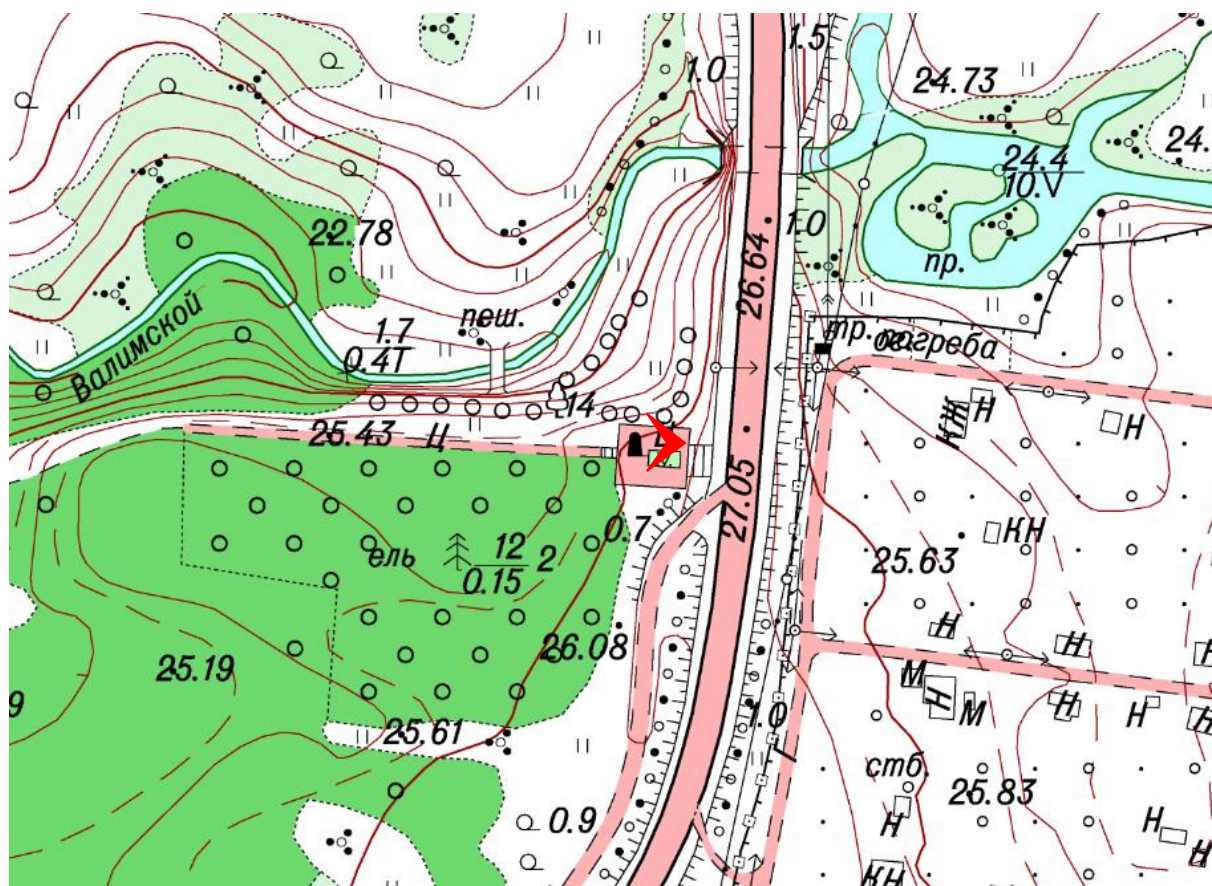 1.5
1.0
24.73
24.4
10.V
24.
22.78
1.0
26.64
пр.
Валимской
1.7
0.4Т
пеш.
тр.
погреба
14
Н
КЖ
Н
25.43
Ц
27.05
0.7
КН
25.63
ель
12
0.15
2
26.08
Н
Н
Н
25.19
М
Н
М
Н
Н
Н
9
1.0
25.61
Г
стб.
25.83
0.9
Н
Н
Н
КН